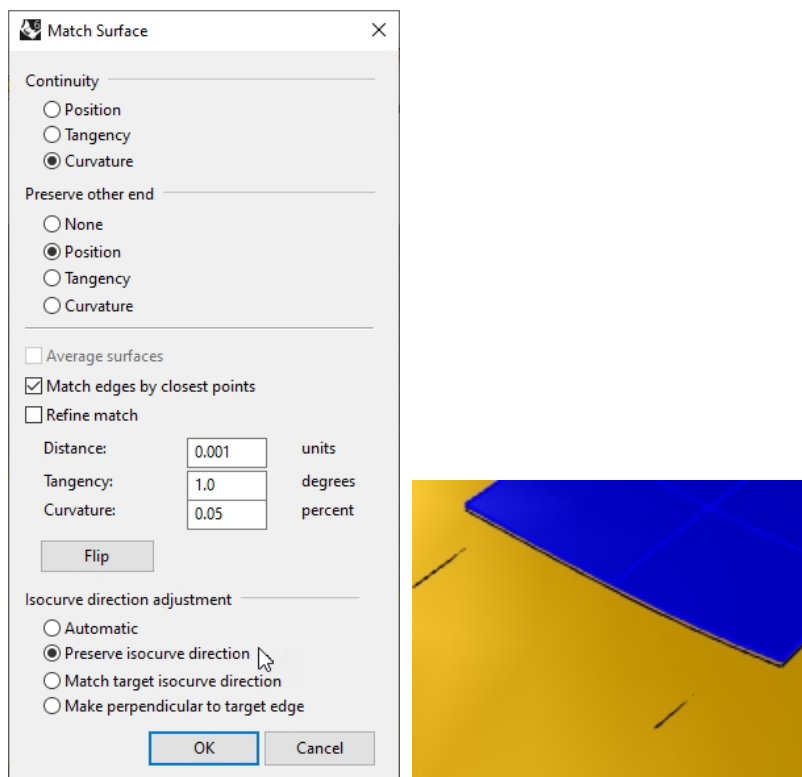 Match Surface
Continuity
Position
Tangency
Curvature
Preserve other end
None
Position
Tangency
Curvature
Average surfaces
Match edges by closest points
Refine match
Distance: 0.001 units
Tangency: 1.0 degrees
Curvature: 0.05 percent
Flip
Isocurve direction adjustment
Automatic
Preserve isocurve direction
Match target isocurve direction
Make perpendicular to target edge
OK Cancel